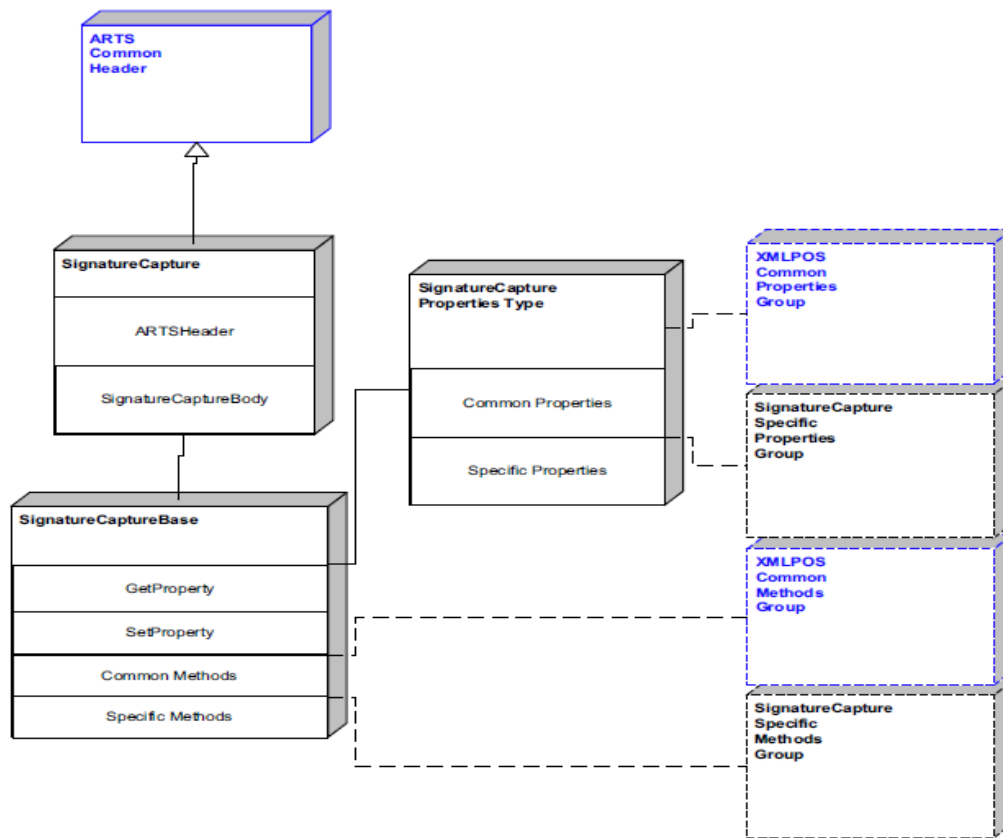 ARTS
Common
Header
SignatureCapture
ARTSHeader
SignatureCaptureBody
SignatureCaptureBase
GetProperty
SetProperty
Common Methods
Specific Methods
SignatureCapture
Properties Type
Common Properties
Specific Properties
XMLPOS
Common
Properties
Group
SignatureCapture
Specific
Properties
Group
XMLPOS
Common
Methods
Group
SignatureCapture
Specific
Methods
Group